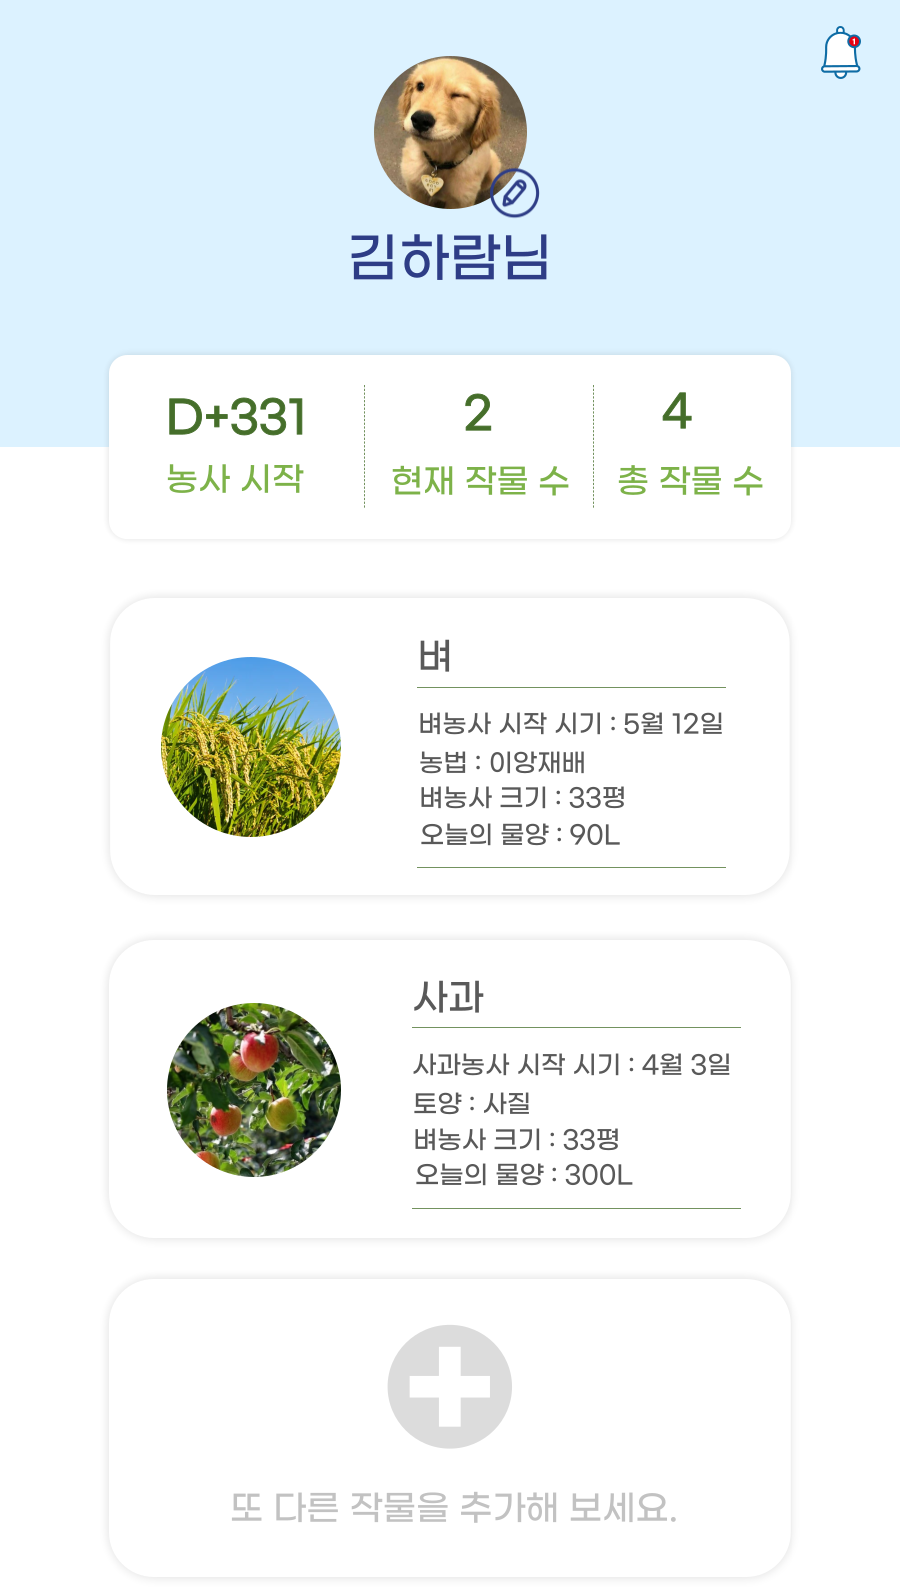 1
김하람님
D+331
농사 시작
2
현재 작물 수
4
총 작물 수
벼
벼농사 시작 시기 : 5월 12일
농법 : 이앙재배
벼농사 크기 : 33평
오늘의 물양 : 90L
사과
사과농사 시작 시기 : 4월 3일
토양 : 사질
벼농사 크기 : 33평
오늘의 물양 : 300L
또 다른 작물을 추가해 보세요.